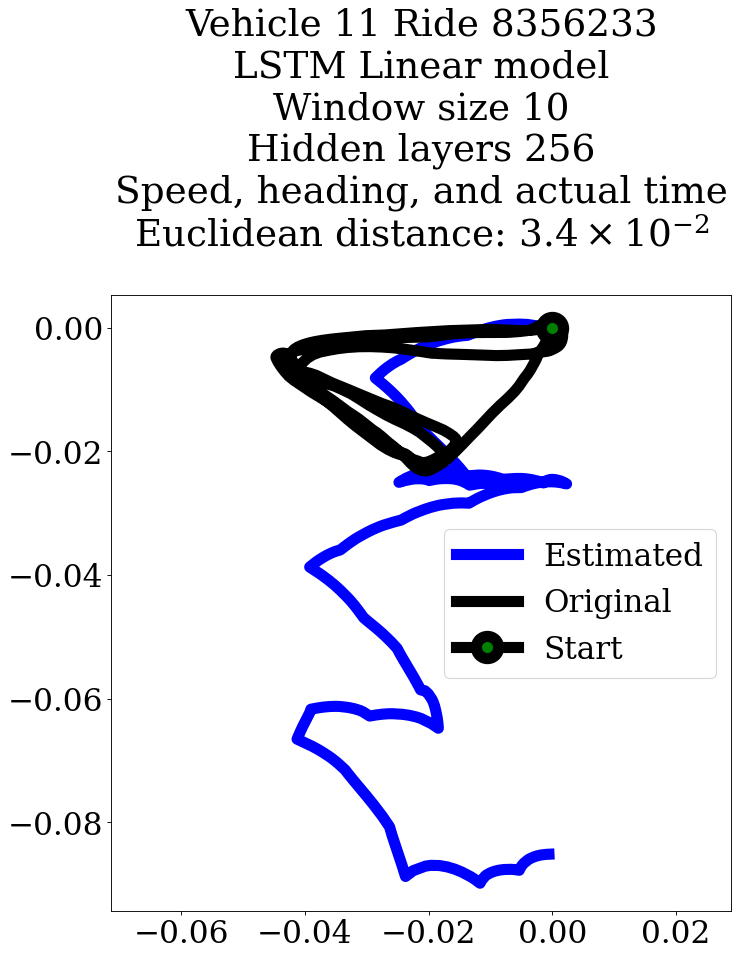 Vehicle 11 Ride 8356233
LSTM Linear model
Window size 10
Hidden layers 256
Speed, heading, and actual time
Euclidean distance: 3.4 × 10⁻²
0.00
−0.02
−0.04
−0.06
−0.08
Estimated
Original
Start
−0.06 −0.04 −0.02 0.00 0.02